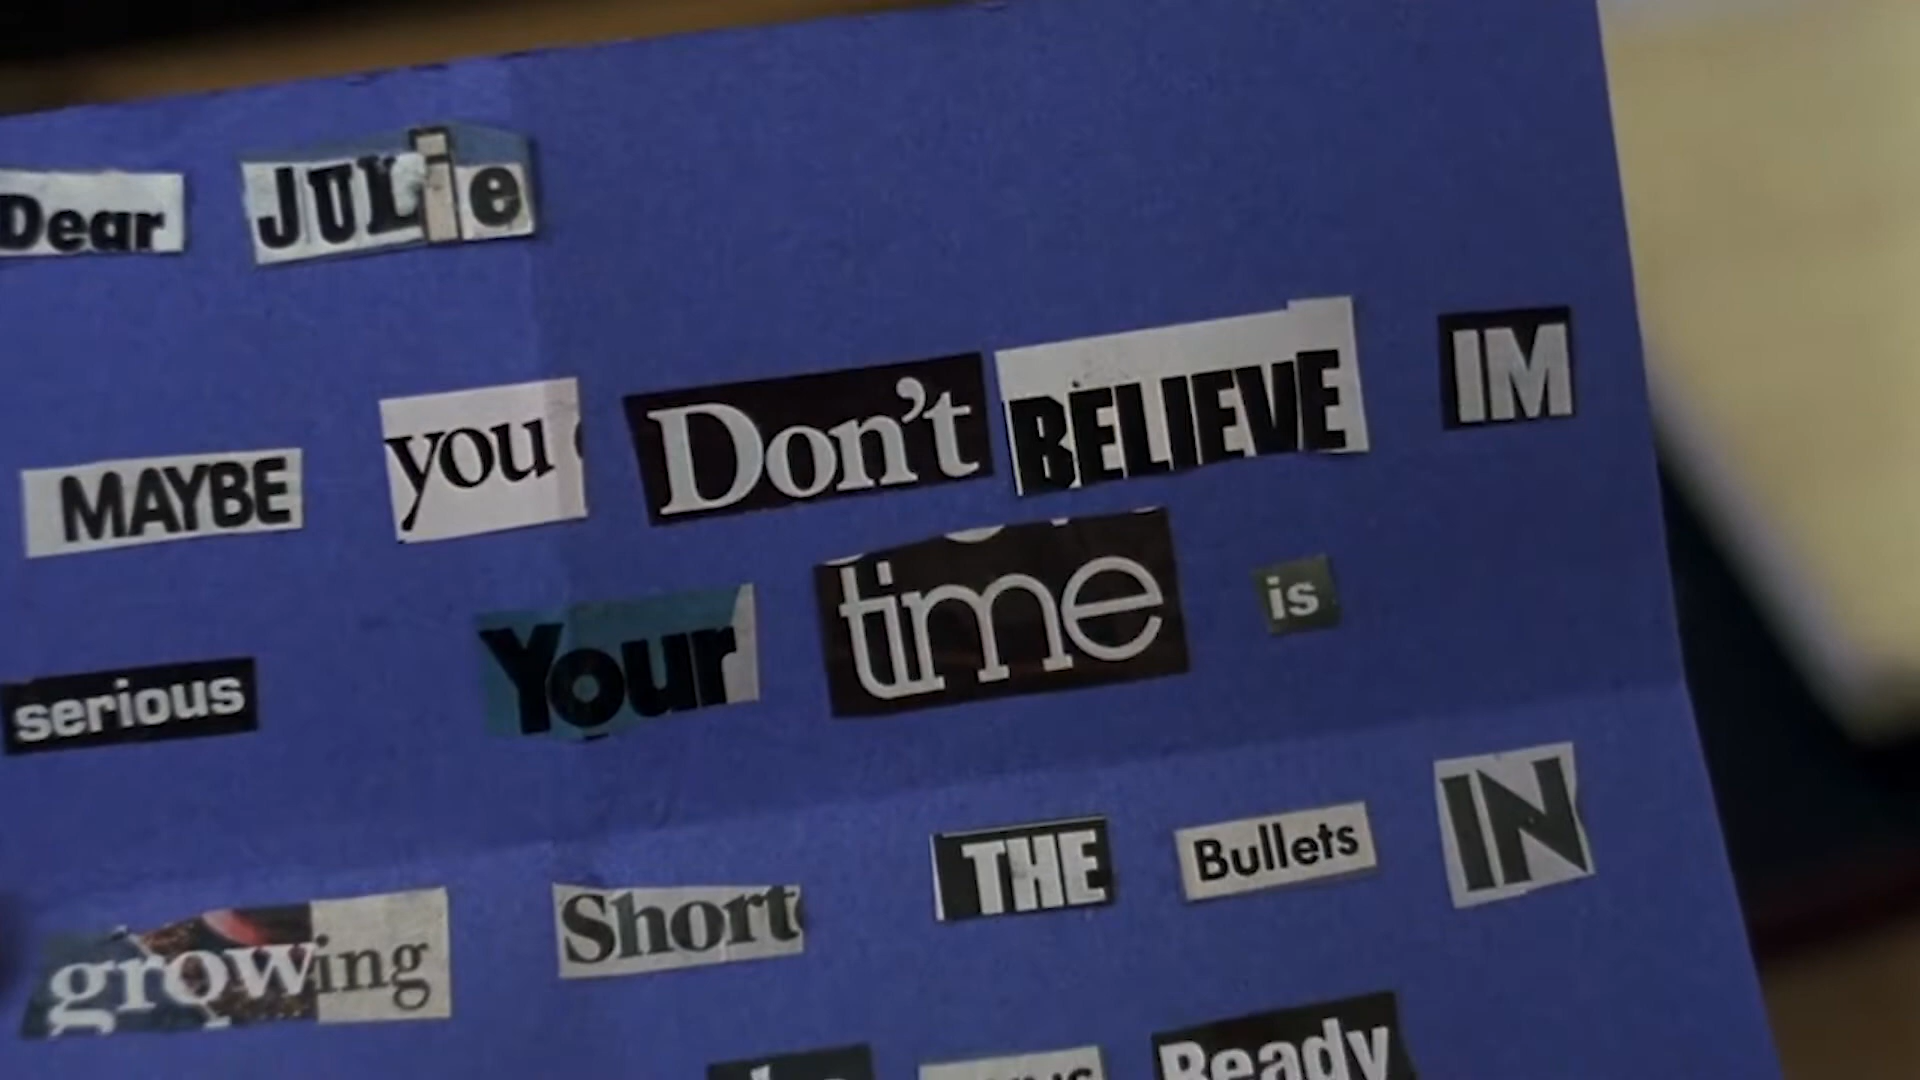 Dear JULie
MAYBE you Don't BELIEVE IM
serious Your time is
growing Short THE Bullets IN
Ready